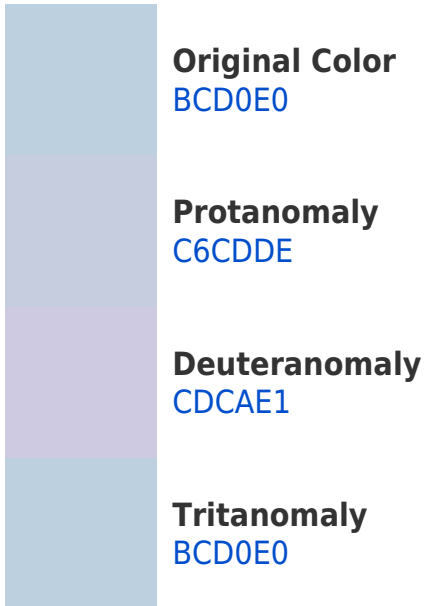 Original Color
BCD0E0
Protanomaly
C6CDDE
Deuteranomaly
CDCAE1
Tritanomaly
BCD0E0